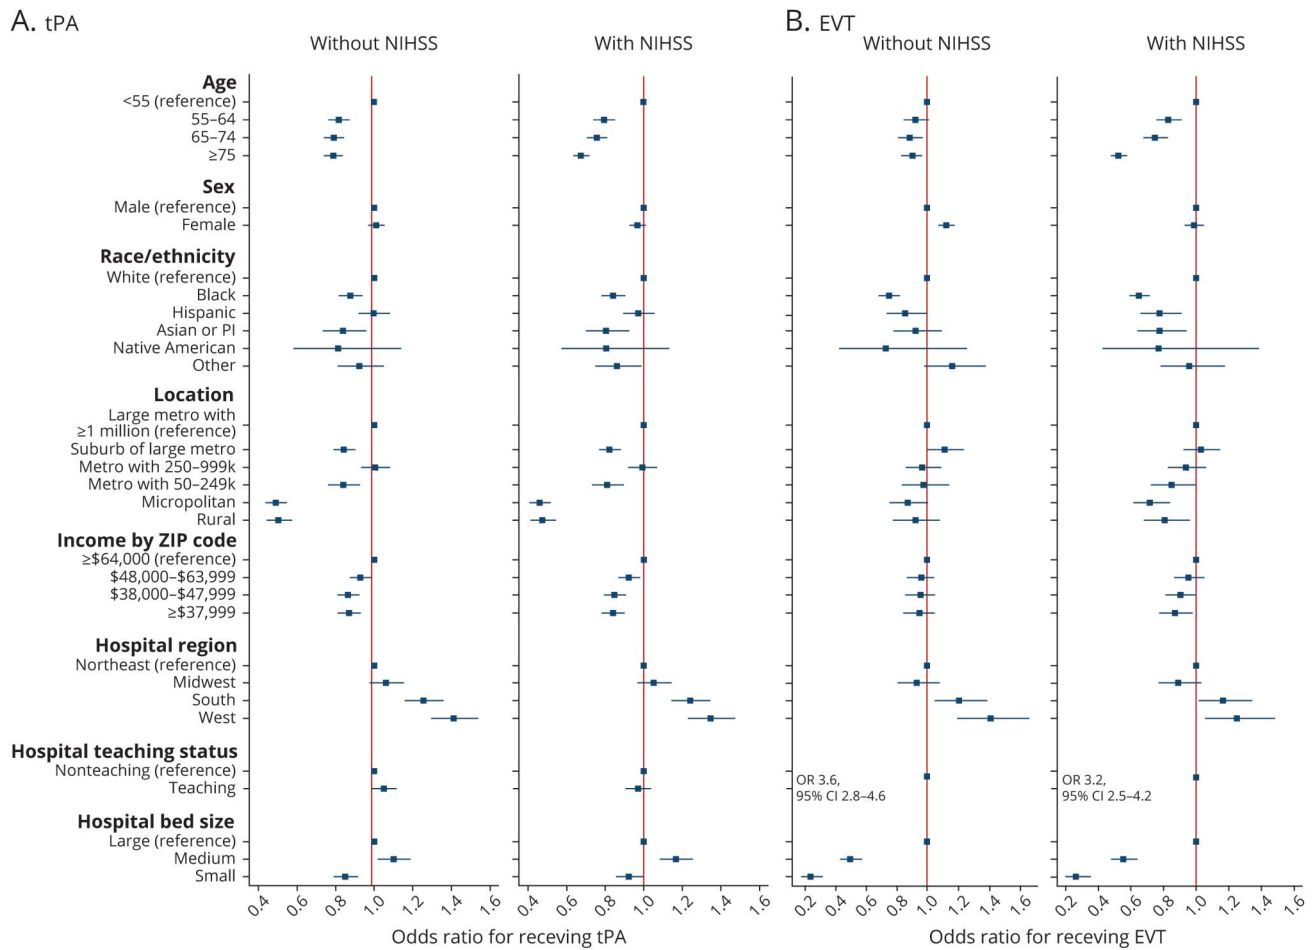 A. tPA
B. EVT
Without NIHSS
With NIHSS
Without NIHSS
With NIHSS
Age
<55 (reference)
55–64
65–74
≥75
Sex
Male (reference)
Female
Race/ethnicity
White (reference)
Black
Hispanic
Asian or PI
Native American
Other
Location
Large metro with
≥1 million (reference)
Suburb of large metro
Metro with 250–999k
Metro with 50–249k
Micropolitan
Rural
Income by ZIP code
≥$64,000 (reference)
$48,000–$63,999
$38,000–$47,999
≥$37,999
Hospital region
Northeast (reference)
Midwest
South
West
Hospital teaching status
Nonteaching (reference)
Teaching
OR 3.6,
95% CI 2.8–4.6
OR 3.2,
95% CI 2.5–4.2
Hospital bed size
Large (reference)
Medium
Small
0.4 0.6 0.8 1.0 1.2 1.4 1.6
0.4 0.6 0.8 1.0 1.2 1.4 1.6
0.2 0.4 0.6 0.8 1.0 1.2 1.4 1.6
0.2 0.4 0.6 0.8 1.0 1.2 1.4 1.6
Odds ratio for receving tPA
Odds ratio for receving EVT